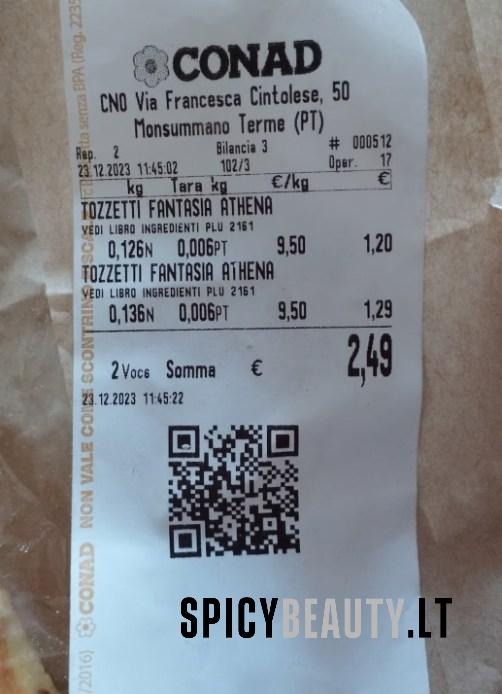 CONAD
CNO Via Francesca Cintolese, 50
Monsummano Terme (PT)
Rep. 2 Bilancia 3 # 000512
23.12.2023 11:45:02 102/3 Oper. 17
kg Tara kg €/kg €
TOZZETTI FANTASIA ATHENA
VEDI LIBRO INGREDIENTI PLU 2161
0,126N 0,006PT 9,50 1,20
TOZZETTI FANTASIA ATHENA
VEDI LIBRO INGREDIENTI PLU 2161
0,136N 0,006PT 9,50 1,29
2 Voce Somma € 2,49
23.12.2023 11:45:22
SPICYBEAUTY.LT
/2016) CONAD NON VALE COME SCONTRINO senza BPA (Reg. 2235